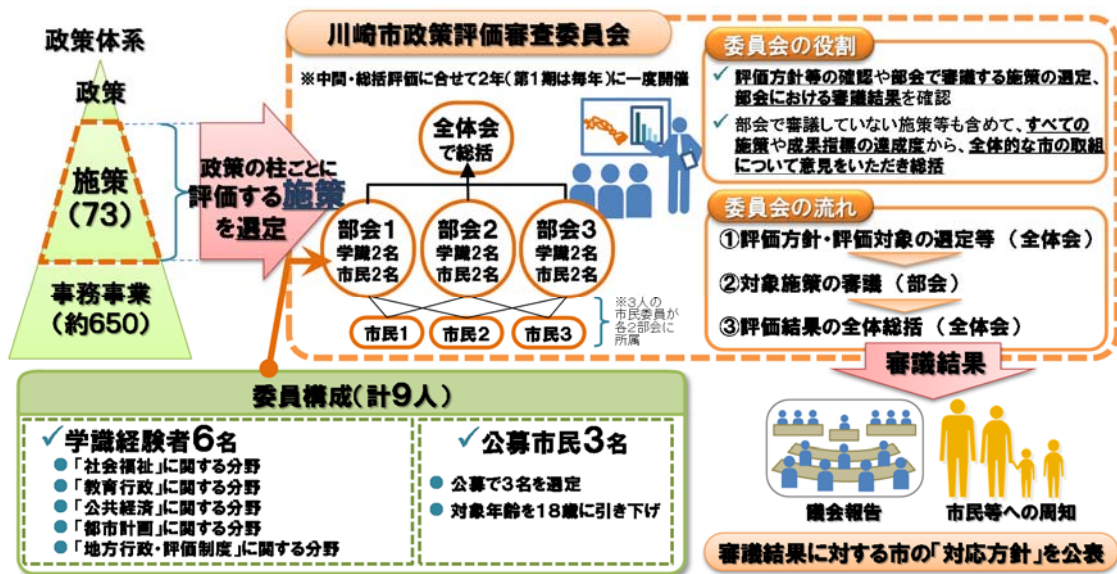 政策体系
政策
施策
(73)
事務事業
(約650)
政策の柱ごとに
評価する施策
を選定
川崎市政策評価審査委員会
※中間・総括評価に合せて2年(第1期は毎年)に一度開催
全体会
で総括
部会1
学識2名
市民2名
部会2
学識2名
市民2名
部会3
学識2名
市民2名
市民1
市民2
市民3
※3人の
市民委員が
各2部会に
所属
委員会の役割
✓ 評価方針等の確認や部会で審議する施策の選定、
部会における審議結果を確認
✓ 部会で審議していない施策等も含めて、すべての
施策や成果指標の達成度から、全体的な市の取組
について意見をいただき総括
委員会の流れ
①評価方針・評価対象の選定等 (全体会)
②対象施策の審議 (部会)
③評価結果の全体総括 (全体会)
審議結果
議会報告
市民等への周知
審議結果に対する市の「対応方針」を公表
委員構成(計9人)
✓学識経験者6名
●「社会福祉」に関する分野
●「教育行政」に関する分野
●「公共経済」に関する分野
●「都市計画」に関する分野
●「地方行政・評価制度」に関する分野
✓公募市民3名
● 公募で3名を選定
● 対象年齢を18歳に引き下げ